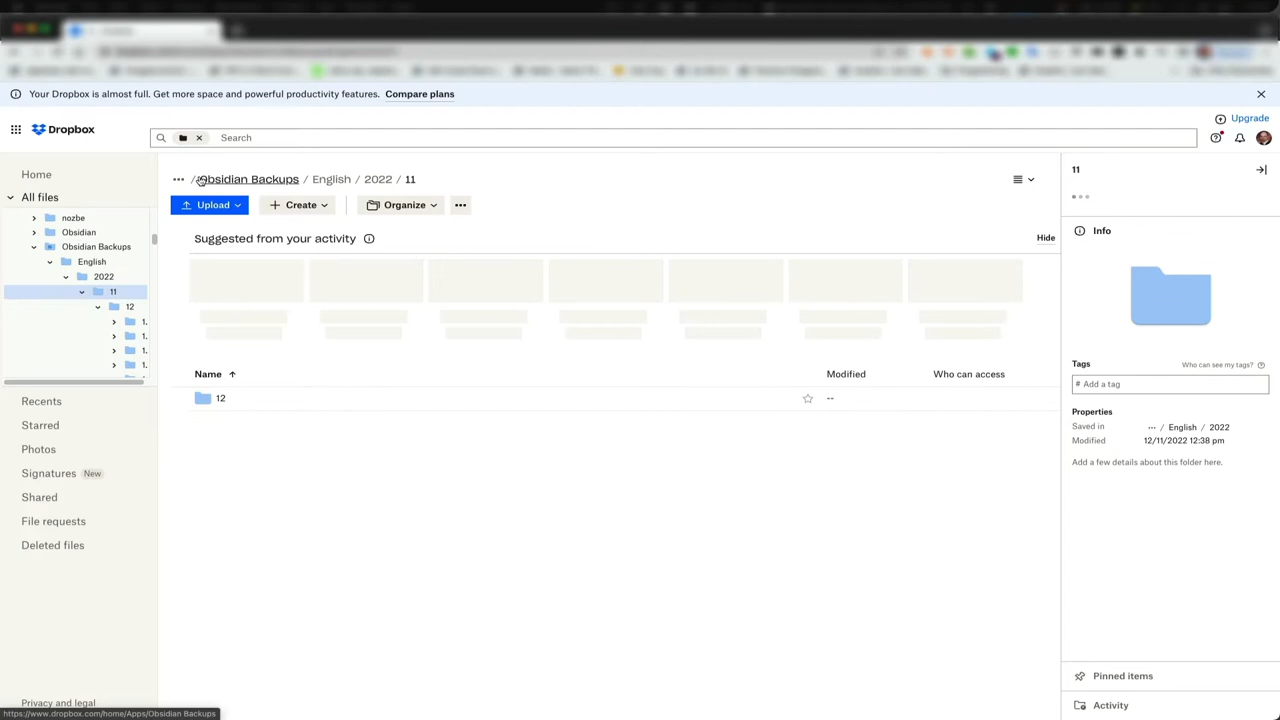 Your Dropbox is almost full. Get more space and powerful productivity features. Compare plans
Upgrade
Dropbox
Search
Home
All files
nozbe
Obsidian
Obsidian Backups
English
2022
11
12
1.
1.
1.
1.
Recents
Starred
Photos
Signatures New
Shared
File requests
Deleted files
Privacy and legal
https://www.dropbox.com/home/Apps/Obsidian Backups
... / Obsidian Backups / English / 2022 / 11
Upload
Create
Organize
Suggested from your activity
Hide
Name Modified Who can access
12 --
11
Info
Tags Who can see my tags?
# Add a tag
Properties
Saved in ... / English / 2022
Modified 12/11/2022 12:38 pm
Add a few details about this folder here.
Pinned items
Activity